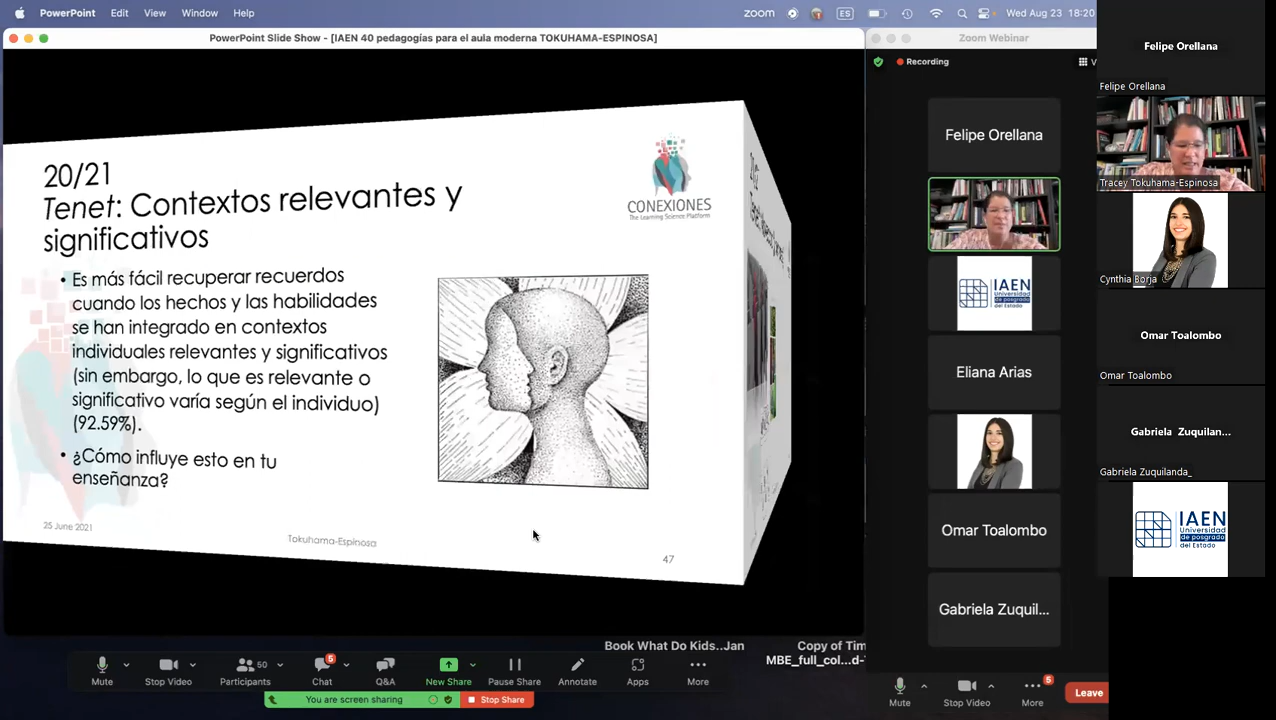 PowerPoint Edit View Window Help
zoom ES Wed Aug 23 18:20
PowerPoint Slide Show - [IAEN 40 pedagogías para el aula moderna TOKUHAMA-ESPINOSA]
20/21
Tenet: Contextos relevantes y
significativos
CONEXIONES
The Learning Science Platform
• Es más fácil recuperar recuerdos
cuando los hechos y las habilidades
se han integrado en contextos
individuales relevantes y significativos
(sin embargo, lo que es relevante o
significativo varía según el individuo)
(92.59%).
• ¿Cómo influye esto en tu
enseñanza?
25 June 2021
Tokuhama-Espinosa
47
Book What Do Kids..Jan
Copy of Tim
MBE_full_col...d-
Mute Stop Video Participants 50 Chat 5 Q&A New Share Pause Share Annotate Apps More
You are screen sharing Stop Share
Zoom Webinar
Recording
Felipe Orellana
IAEN
Universidad
de posgrado
del Estado
Eliana Arias
Omar Toalombo
Gabriela Zuquil...
Mute Stop Video More 5 Leave
Felipe Orellana
Felipe Orellana
Tracey Tokuhama-Espinosa
Cynthia Borja
Omar Toalombo
Omar Toalombo
Gabriela Zuquilan...
Gabriela Zuquilanda_
IAEN
Universidad
de posgrado
del Estado